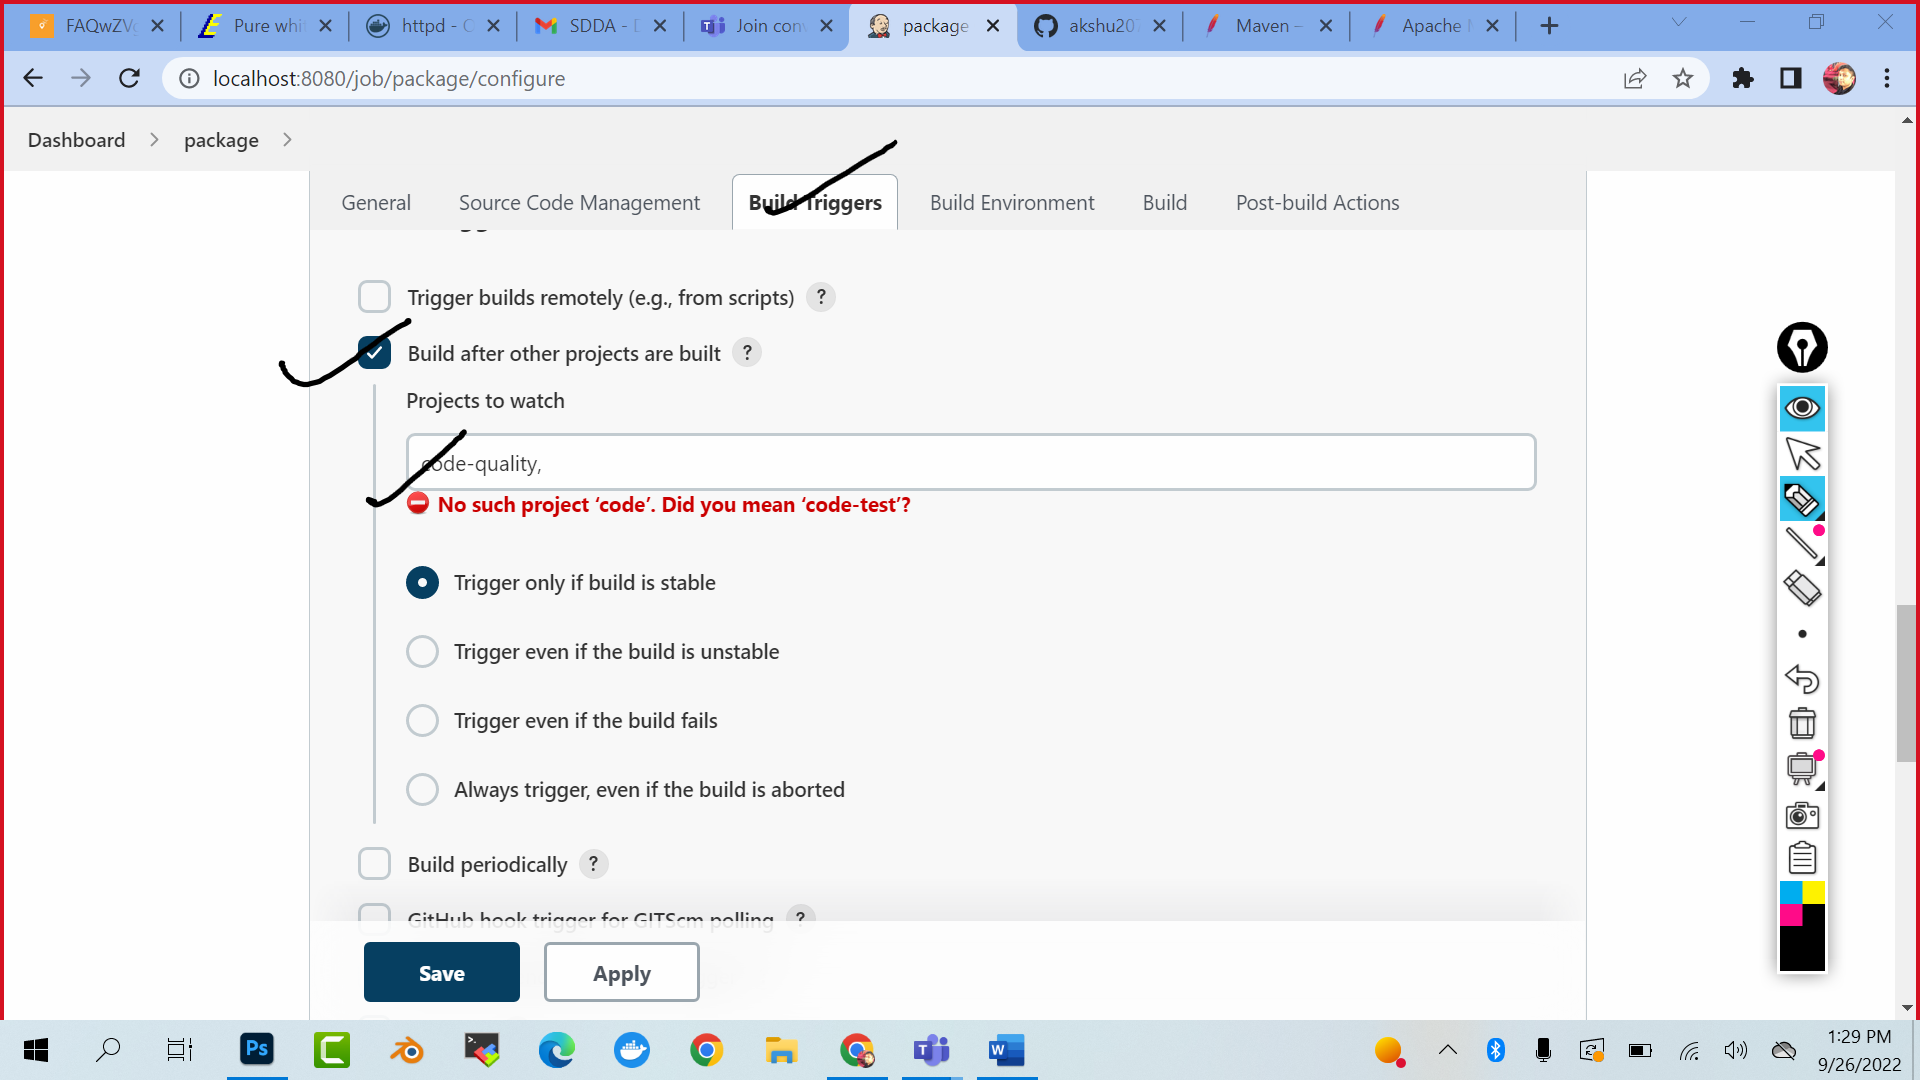 FAQwZVg
Pure whi
httpd - C
SDDA - D
Join conv
package
akshu207
Maven –
Apache M
localhost:8080/job/package/configure
Dashboard
package
General
Source Code Management
Build Triggers
Build Environment
Build
Post-build Actions
Trigger builds remotely (e.g., from scripts) ?
Build after other projects are built ?
Projects to watch
code-quality,
No such project ‘code’. Did you mean ‘code-test’?
Trigger only if build is stable
Trigger even if the build is unstable
Trigger even if the build fails
Always trigger, even if the build is aborted
Build periodically ?
GitHub hook trigger for GITScm polling ?
Save
Apply
Ps
1:29 PM
9/26/2022